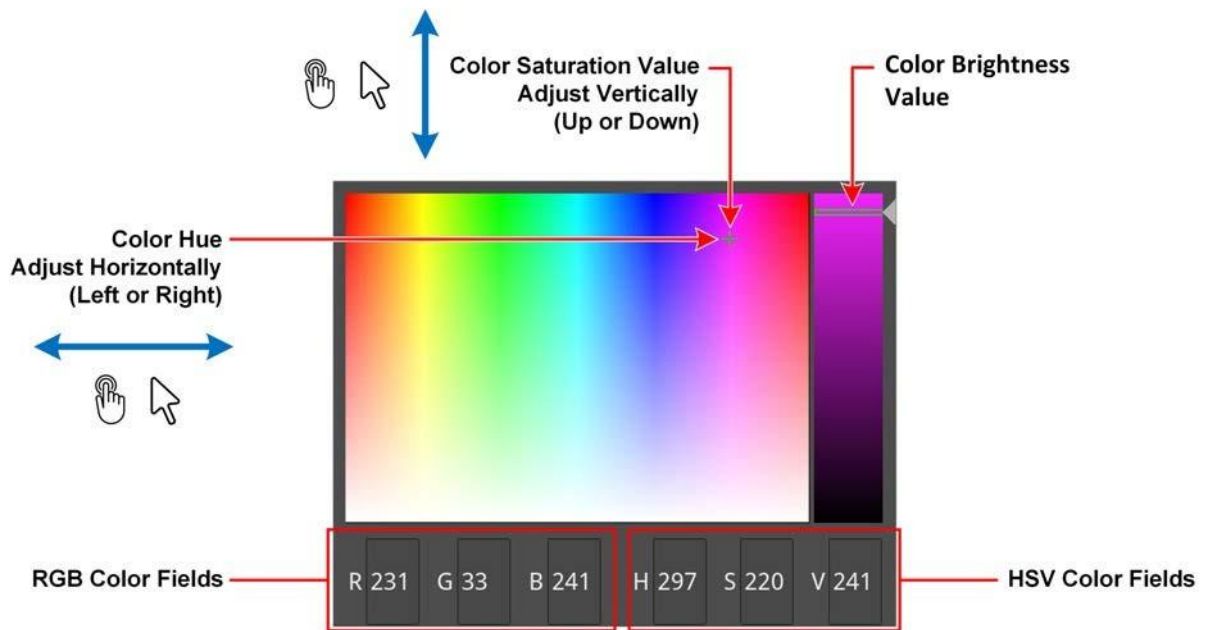 Color Saturation Value
Adjust Vertically
(Up or Down)
Color Brightness
Value
Color Hue
Adjust Horizontally
(Left or Right)
RGB Color Fields
R 231 G 33 B 241 H 297 S 220 V 241
HSV Color Fields